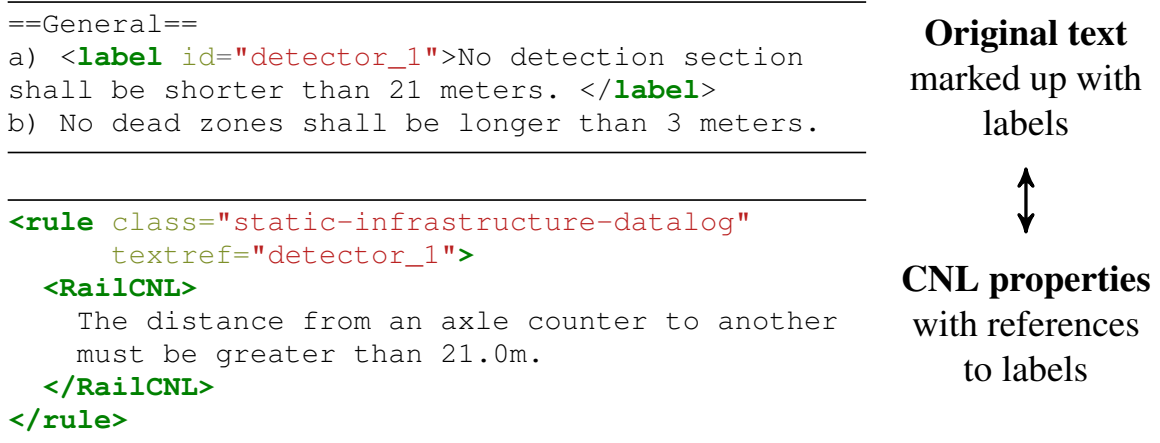 ==General==
a) <label id="detector_1">No detection section
shall be shorter than 21 meters. </label>
b) No dead zones shall be longer than 3 meters.
Original text
marked up with
labels
<rule class="static-infrastructure-datalog"
textref="detector_1">
<RailCNL>
The distance from an axle counter to another
must be greater than 21.0m.
</RailCNL>
</rule>
CNL properties
with references
to labels